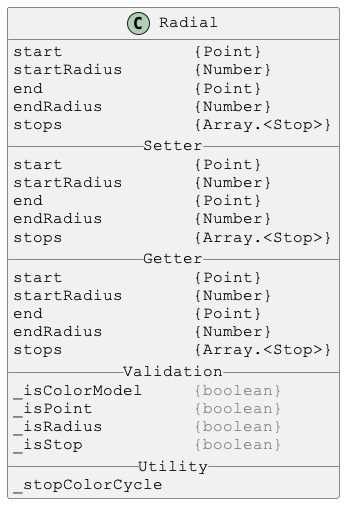 C Radial
start {Point}
startRadius {Number}
end {Point}
endRadius {Number}
stops {Array.<Stop>}
Setter
start {Point}
startRadius {Number}
end {Point}
endRadius {Number}
stops {Array.<Stop>}
Getter
start {Point}
startRadius {Number}
end {Point}
endRadius {Number}
stops {Array.<Stop>}
Validation
_isColorModel {boolean}
_isPoint {boolean}
_isRadius {boolean}
_isStop {boolean}
Utility
_stopColorCycle